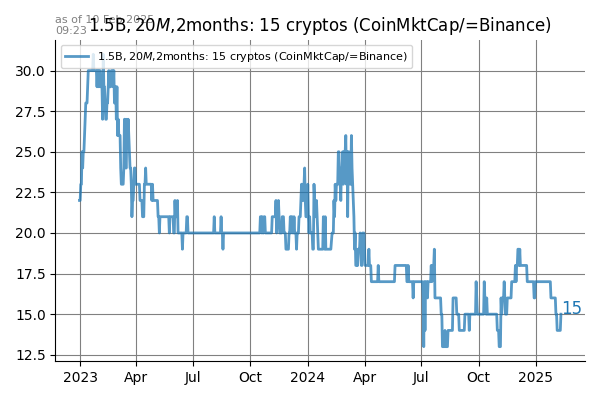 as of 10 Feb 2025
09:23
1.5B, 20M, 2months: 15 cryptos (CoinMktCap/=Binance)
1.5B, 20M, 2months: 15 cryptos (CoinMktCap/=Binance)
30.0
27.5
25.0
22.5
20.0
17.5
15.0
12.5
15
2023 Apr Jul Oct 2024 Apr Jul Oct 2025